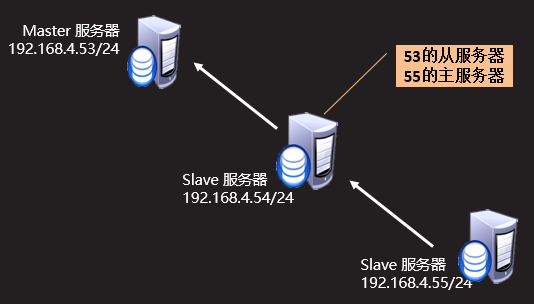 Master 服务器
192.168.4.53/24
53的从服务器
55的主服务器
Slave 服务器
192.168.4.54/24
Slave 服务器
192.168.4.55/24